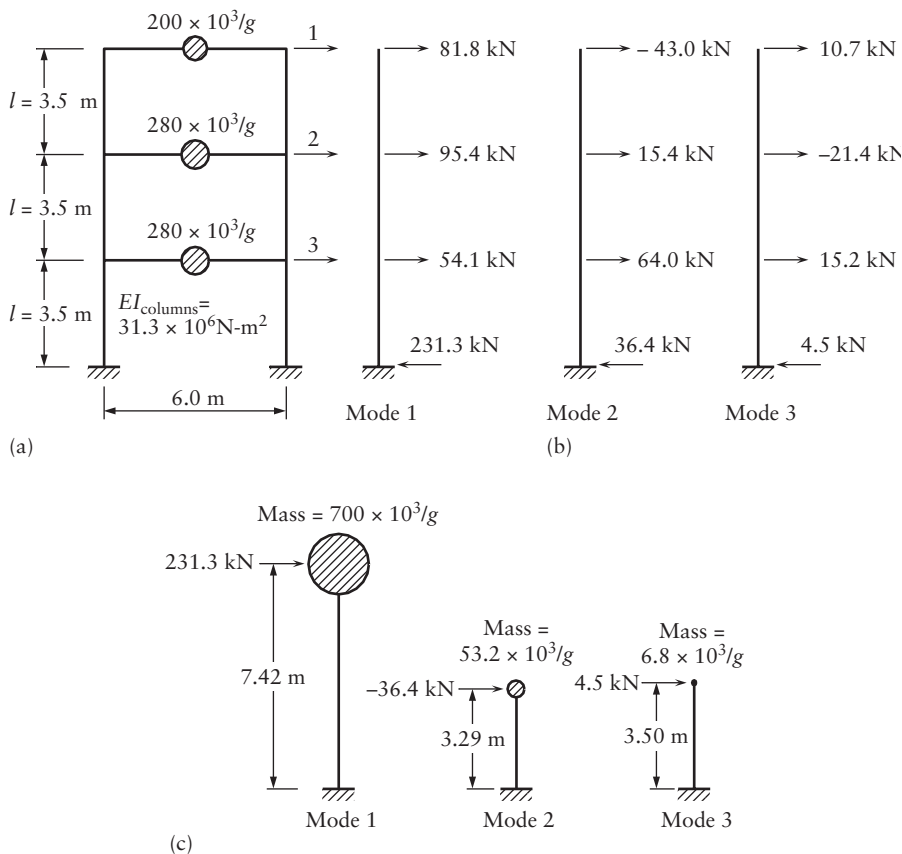 200 × 10³/g
1
81.8 kN
– 43.0 kN
10.7 kN
l = 3.5 m
280 × 10³/g
2
95.4 kN
15.4 kN
–21.4 kN
l = 3.5 m
280 × 10³/g
3
54.1 kN
64.0 kN
15.2 kN
l = 3.5 m
EIcolumns=
31.3 × 10⁶N-m²
231.3 kN
36.4 kN
4.5 kN
6.0 m
Mode 1
Mode 2
Mode 3
(a)
(b)
Mass = 700 × 10³/g
231.3 kN
7.42 m
Mode 1
Mass =
53.2 × 10³/g
–36.4 kN
3.29 m
Mode 2
Mass =
6.8 × 10³/g
4.5 kN
3.50 m
Mode 3
(c)